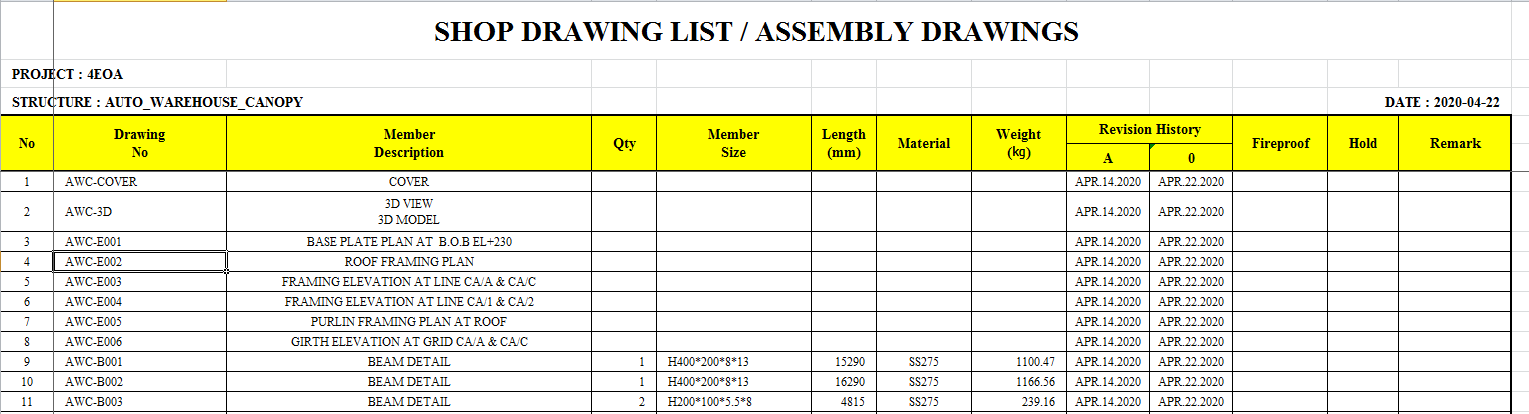 SHOP DRAWING LIST / ASSEMBLY DRAWINGS
PROJECT : 4EOA
STRUCTURE : AUTO_WAREHOUSE_CANOPY DATE : 2020-04-22
No Drawing No Member Description Qty Member Size Length (mm) Material Weight (kg) Revision History Fireproof Hold Remark
A 0
1 AWC-COVER COVER APR.14.2020 APR.22.2020
2 AWC-3D 3D VIEW 3D MODEL APR.14.2020 APR.22.2020
3 AWC-E001 BASE PLATE PLAN AT B.O.B EL+230 APR.14.2020 APR.22.2020
4 AWC-E002 ROOF FRAMING PLAN APR.14.2020 APR.22.2020
5 AWC-E003 FRAMING ELEVATION AT LINE CA/A & CA/C APR.14.2020 APR.22.2020
6 AWC-E004 FRAMING ELEVATION AT LINE CA/1 & CA/2 APR.14.2020 APR.22.2020
7 AWC-E005 PURLIN FRAMING PLAN AT ROOF APR.14.2020 APR.22.2020
8 AWC-E006 GIRTH ELEVATION AT GRID CA/A & CA/C APR.14.2020 APR.22.2020
9 AWC-B001 BEAM DETAIL 1 H400*200*8*13 15290 SS275 1100.47 APR.14.2020 APR.22.2020
10 AWC-B002 BEAM DETAIL 1 H400*200*8*13 16290 SS275 1166.56 APR.14.2020 APR.22.2020
11 AWC-B003 BEAM DETAIL 2 H200*100*5.5*8 4815 SS275 239.16 APR.14.2020 APR.22.2020